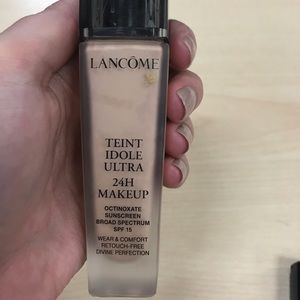 LANCÔME
TEINT
IDOLE
ULTRA
24H
MAKEUP
OCTINOXATE
SUNSCREEN
BROAD SPECTRUM
SPF 15
WEAR & COMFORT
RETOUCH-FREE
DIVINE PERFECTION